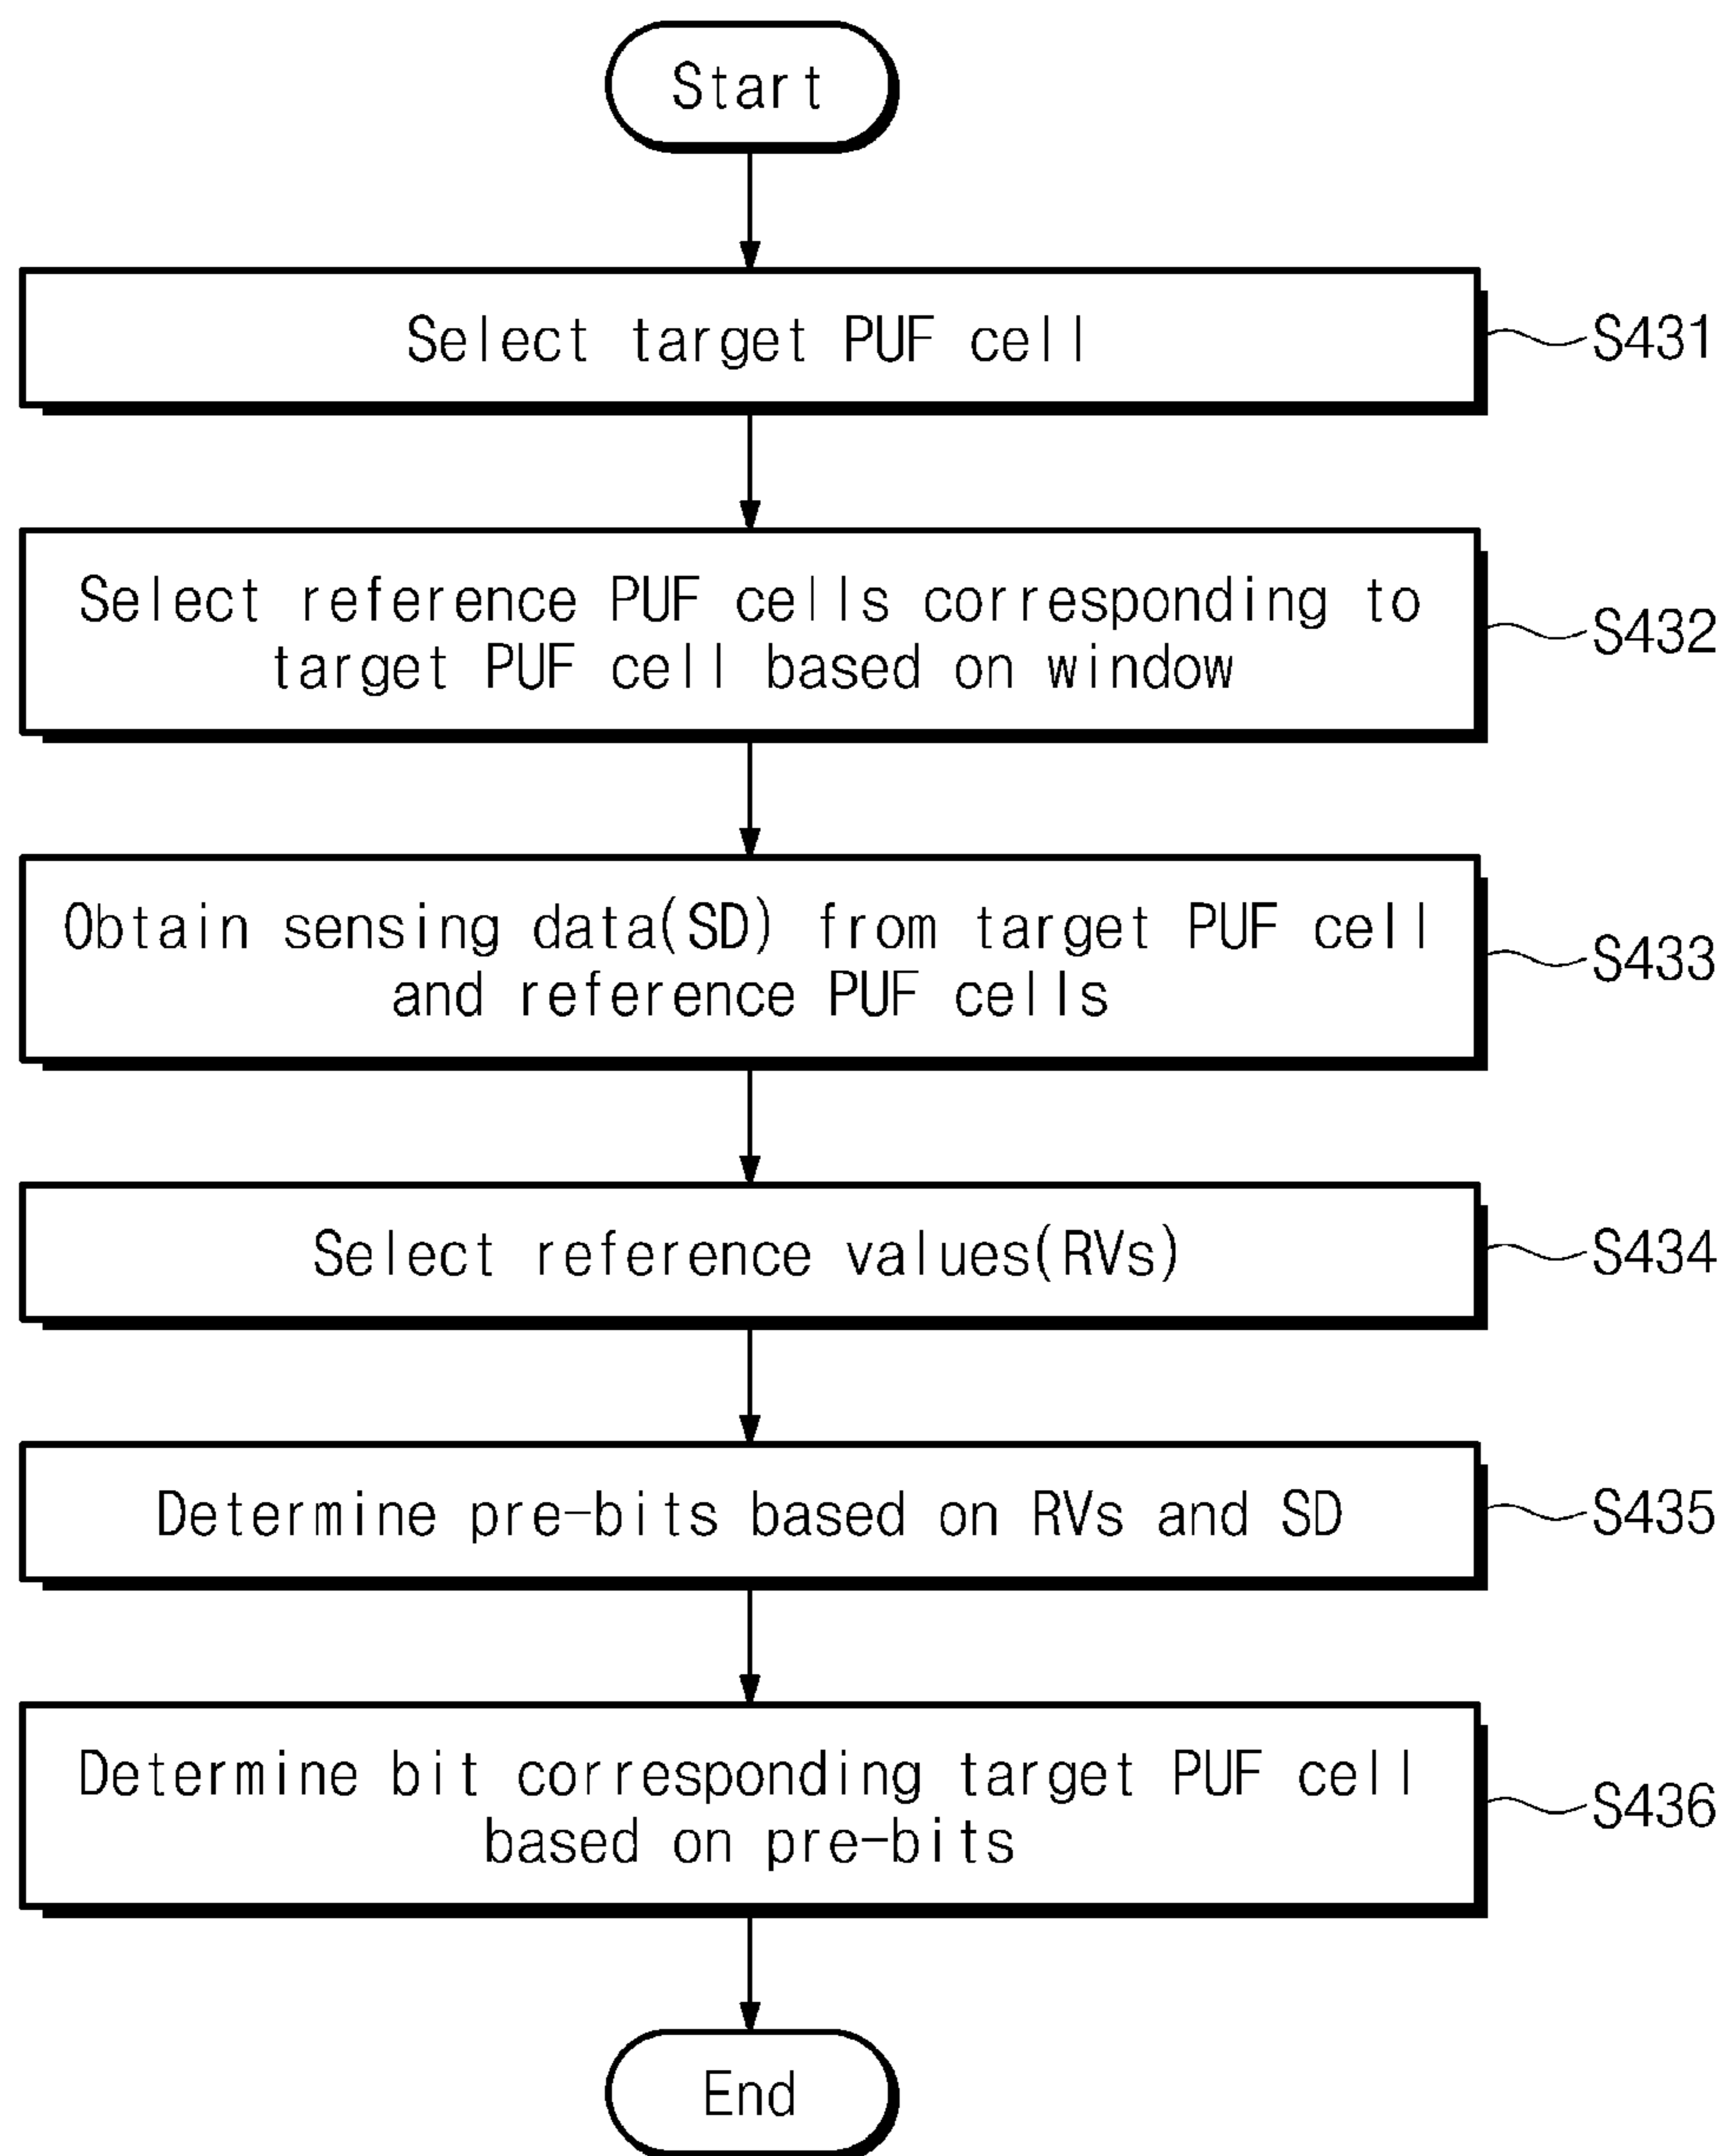 Start
Select target PUF cell
S431
Select reference PUF cells corresponding to
target PUF cell based on window
S432
Obtain sensing data(SD) from target PUF cell
and reference PUF cells
S433
Select reference values(RVs)
S434
Determine pre-bits based on RVs and SD
S435
Determine bit corresponding target PUF cell
based on pre-bits
S436
End